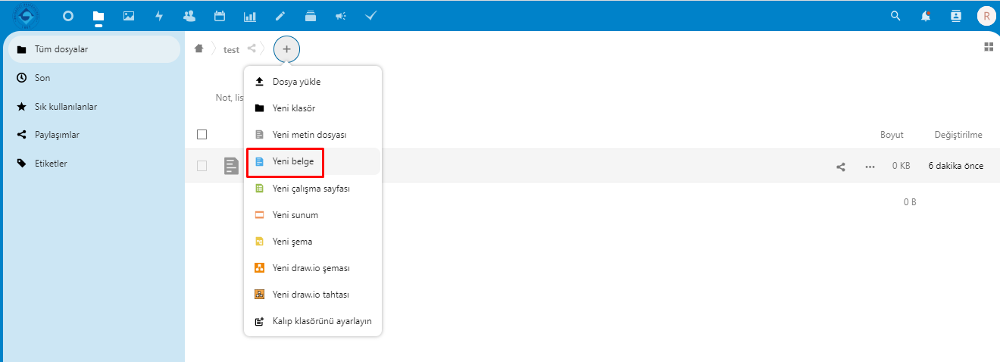 R
Tüm dosyalar
Son
Sık kullanılanlar
Paylaşımlar
Etiketler
test
+
Dosya yükle
Yeni klasör
Yeni metin dosyası
Yeni belge
Yeni çalışma sayfası
Yeni sunum
Yeni şema
Yeni draw.io şeması
Yeni draw.io tahtası
Kalıp klasörünü ayarlayın
Not, lis
Boyut
Değiştirilme
0 KB
6 dakika önce
0 B